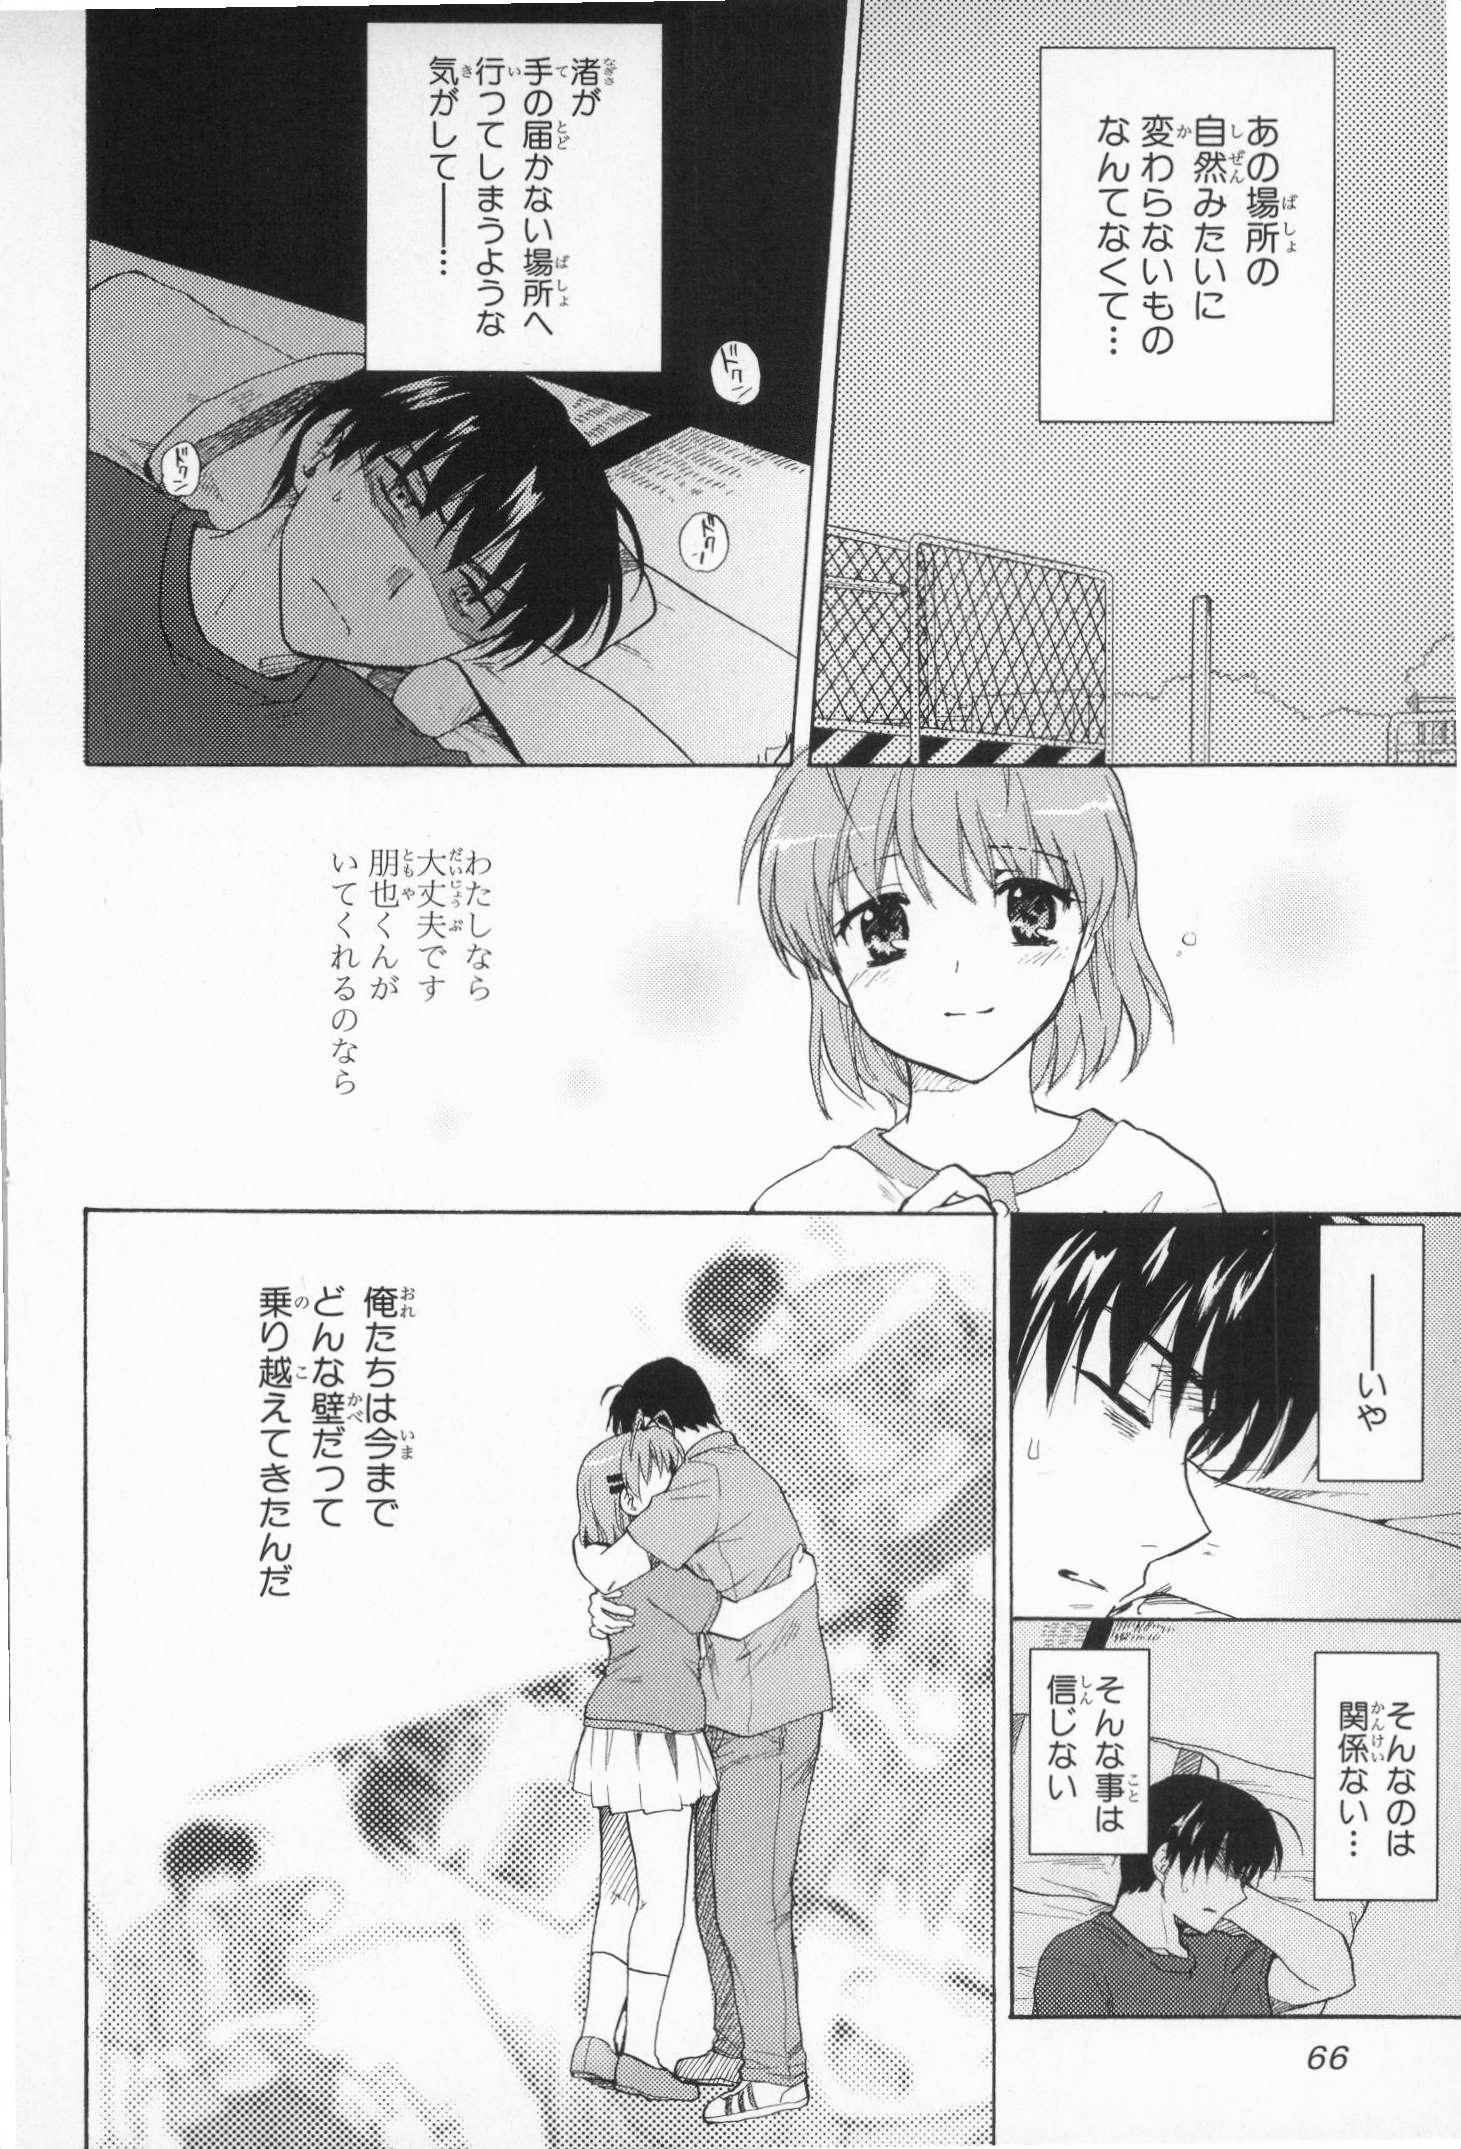 あの場所の
自然みたいに
変わらないもの
なんてなくて…
渚が
手の届かない場所へ
行ってしまうような
気がして――…
ドクン
ドクン
ドクン
わたしなら
大丈夫です
朋也くんが
いてくれるのなら
――いや
そんなのは
関係ない…
そんな事は
信じない
俺たちは今まで
どんな壁だって
乗り越えてきたんだ
66